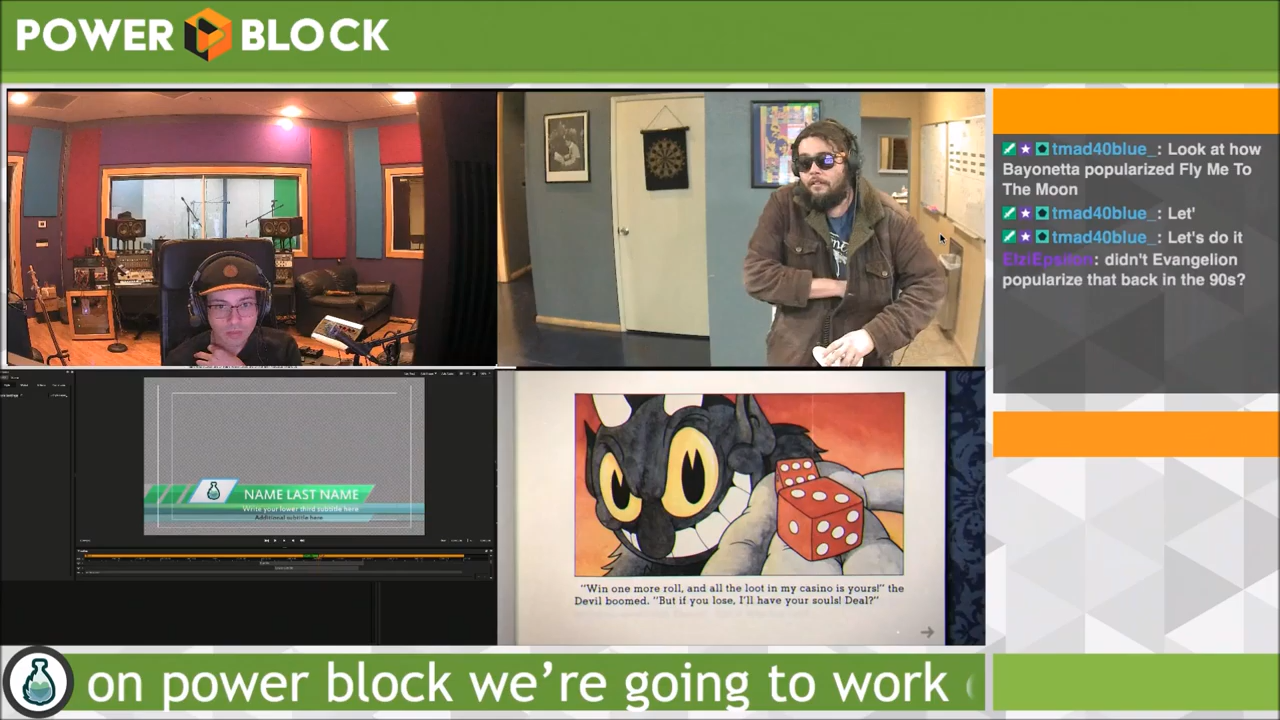 POWER BLOCK
tmad40blue_: Look at how
Bayonetta popularized Fly Me To
The Moon
tmad40blue_: Let'
tmad40blue_: Let's do it
EtziEpsilon: didn't Evangelion
popularize that back in the 90s?
NAME LAST NAME
Write your lower third subtitle here
Additional subtitle here
"Win one more roll, and all the loot in my casino is yours!" the
Devil boomed. "But if you lose, I'll have your souls! Deal?"
on power block we're going to work